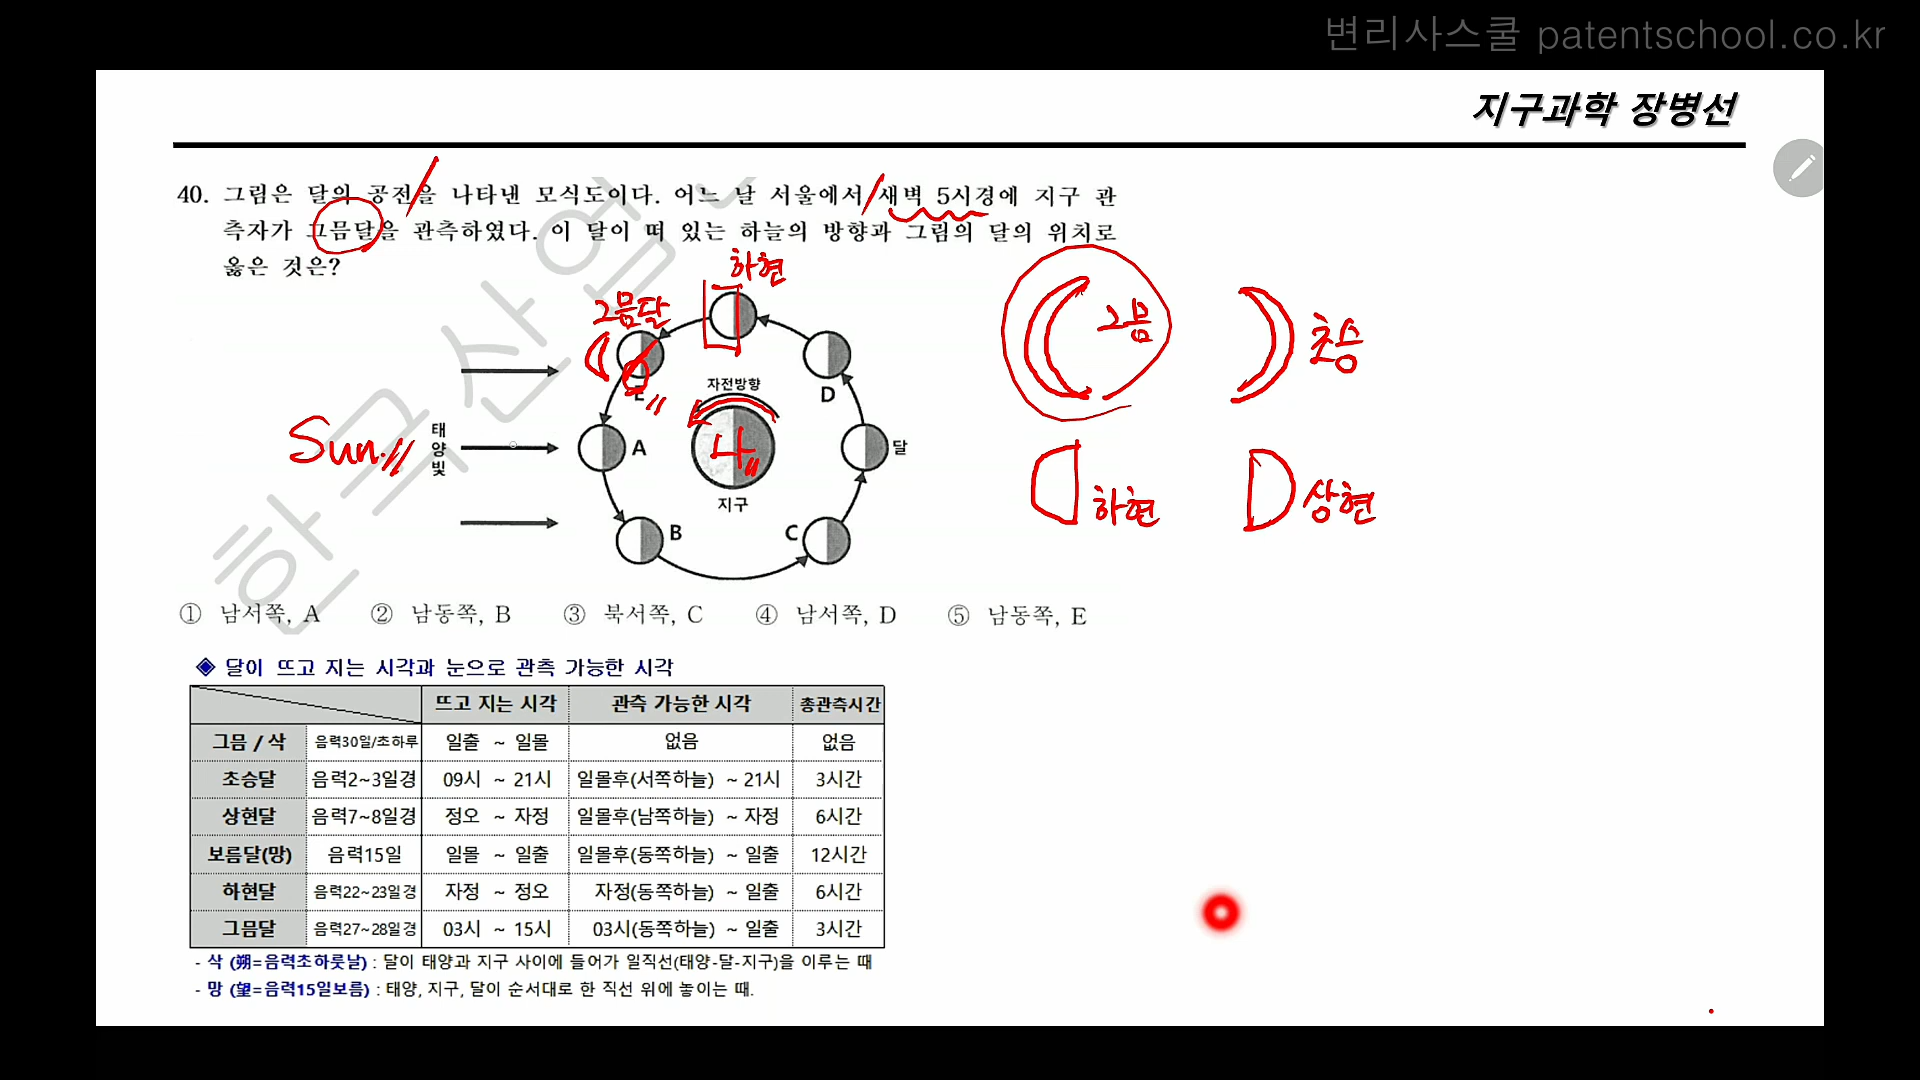 변리사스쿨 patentschool.co.kr
지구과학 장병선
40. 그림은 달의 공전을 나타낸 모식도이다. 어느 날 서울에서 새벽 5시경에 지구 관
측자가 그믐달을 관측하였다. 이 달이 떠 있는 하늘의 방향과 그림의 달의 위치로
옳은 것은?
하현
그믐달
그믐
초승
자전방향
E
D
Sun
태양빛
A
나
달
지구
B
C
하현
상현
한국산업
① 남서쪽, A ② 남동쪽, B ③ 북서쪽, C ④ 남서쪽, D ⑤ 남동쪽, E
◈ 달이 뜨고 지는 시각과 눈으로 관측 가능한 시각
뜨고 지는 시각 관측 가능한 시각 총관측시간
그믐 / 삭 음력30일/초하루 일출 ~ 일몰 없음 없음
초승달 음력2~3일경 09시 ~ 21시 일몰후(서쪽하늘) ~ 21시 3시간
상현달 음력7~8일경 정오 ~ 자정 일몰후(남쪽하늘) ~ 자정 6시간
보름달(망) 음력15일 일몰 ~ 일출 일몰후(동쪽하늘) ~ 일출 12시간
하현달 음력22~23일경 자정 ~ 정오 자정(동쪽하늘) ~ 일출 6시간
그믐달 음력27~28일경 03시 ~ 15시 03시(동쪽하늘) ~ 일출 3시간
- 삭 (朔=음력초하룻날) : 달이 태양과 지구 사이에 들어가 일직선(태양-달-지구)을 이루는 때
- 망 (望=음력15일보름) : 태양, 지구, 달이 순서대로 한 직선 위에 놓이는 때.